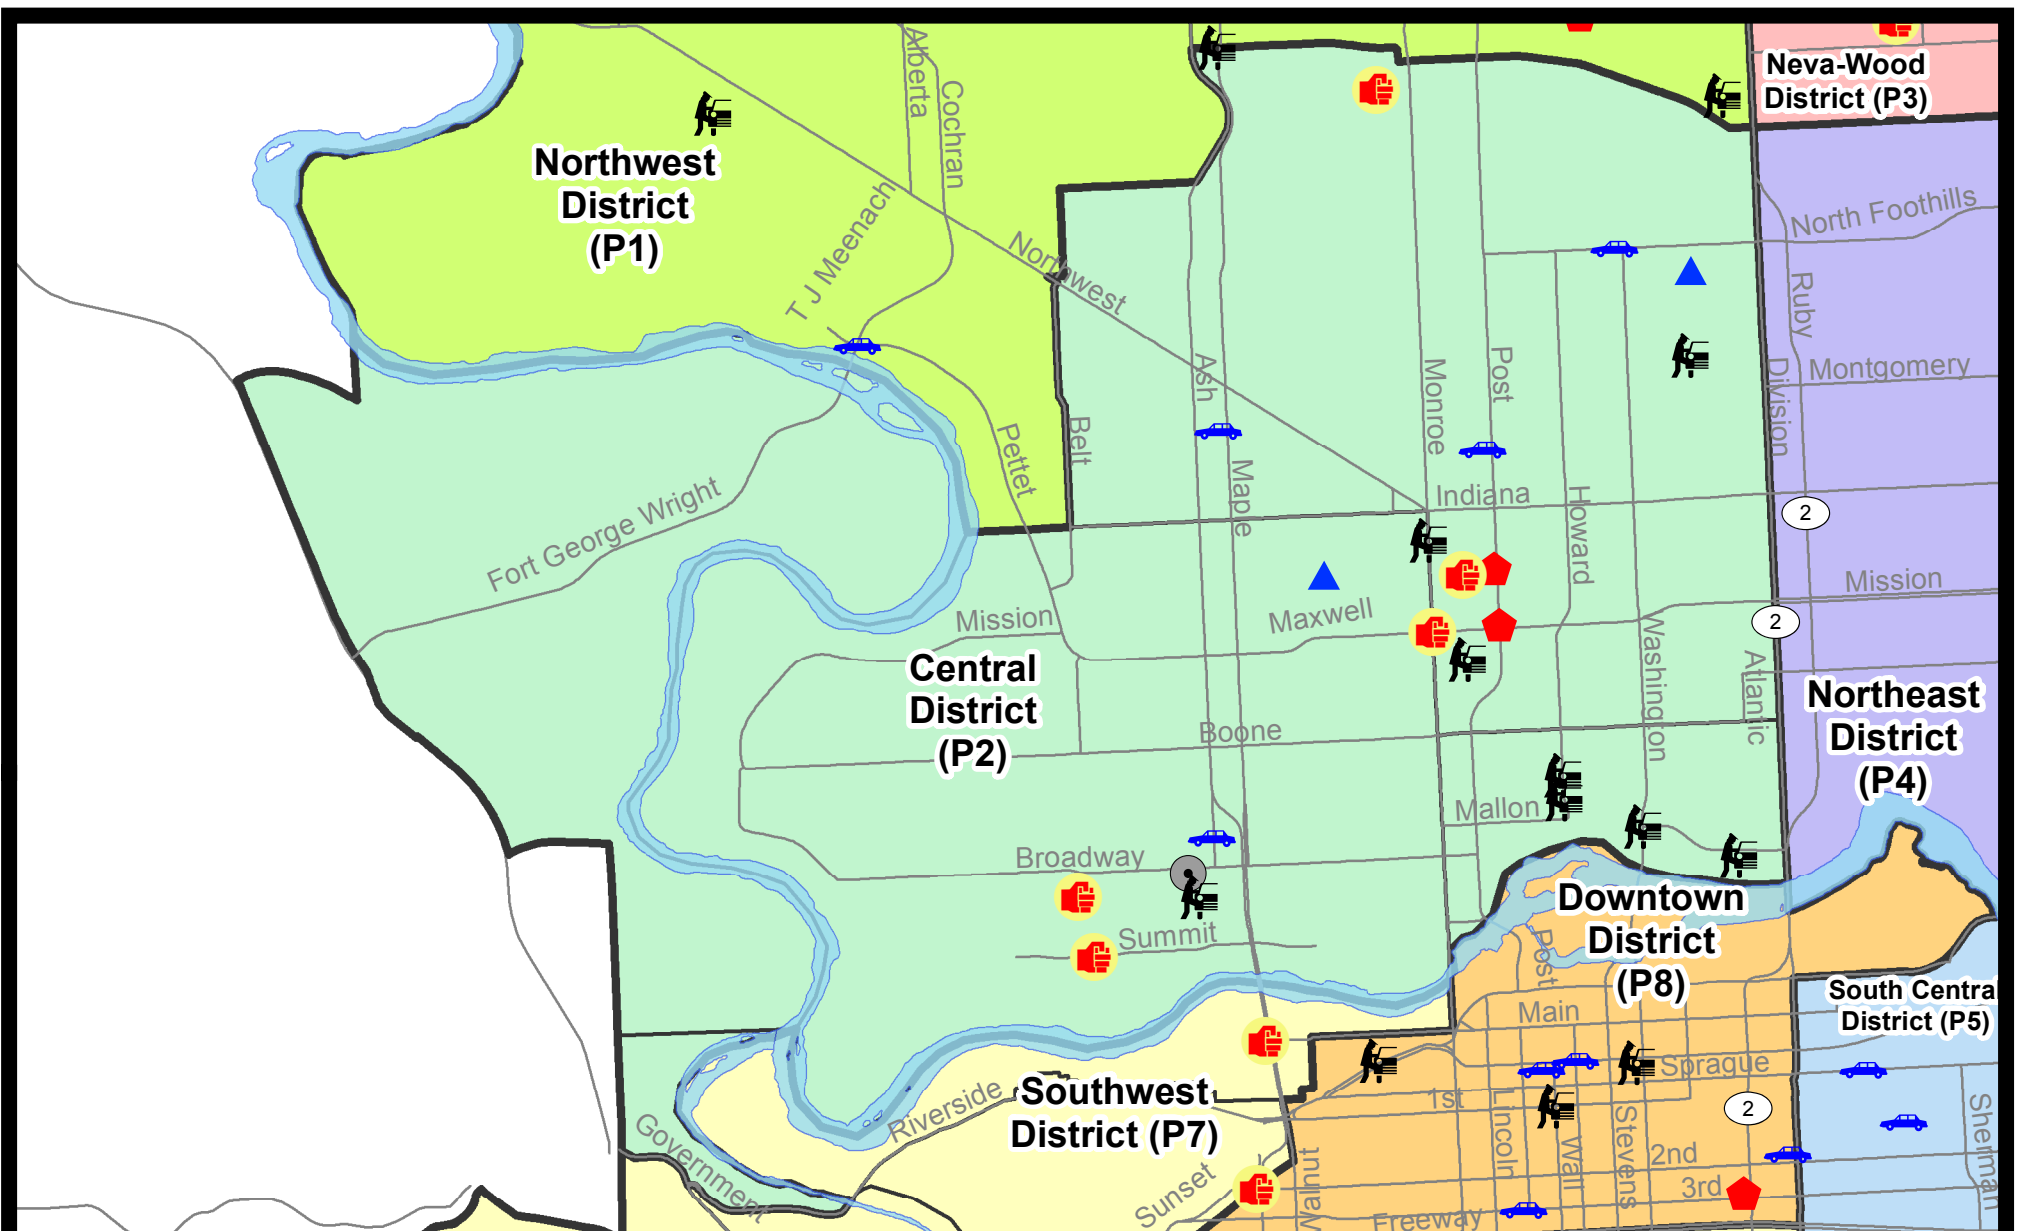 Alberta
Cochran
Neva-Wood
District (P3)
Northwest
District
(P1)
T J Meenach
Northwest
North Foothills
Ruby
Ash
Monroe
Post
Division
Montgomery
Belt
Pettet
Maple
Indiana
Howard
2
Fort George Wright
Mission
Mission
Maxwell
2
Central
District
(P2)
Washington
Atlantic
Northeast
District
(P4)
Boone
Mallon
Broadway
Summit
Downtown
District
(P8)
Post
South Central
District (P5)
Main
Sprague
Southwest
District (P7)
Riverside
1st
Lincoln
Wall
Stevens
2
Sherman
Government
2nd
3rd
Sunset
Walnut
Freeway